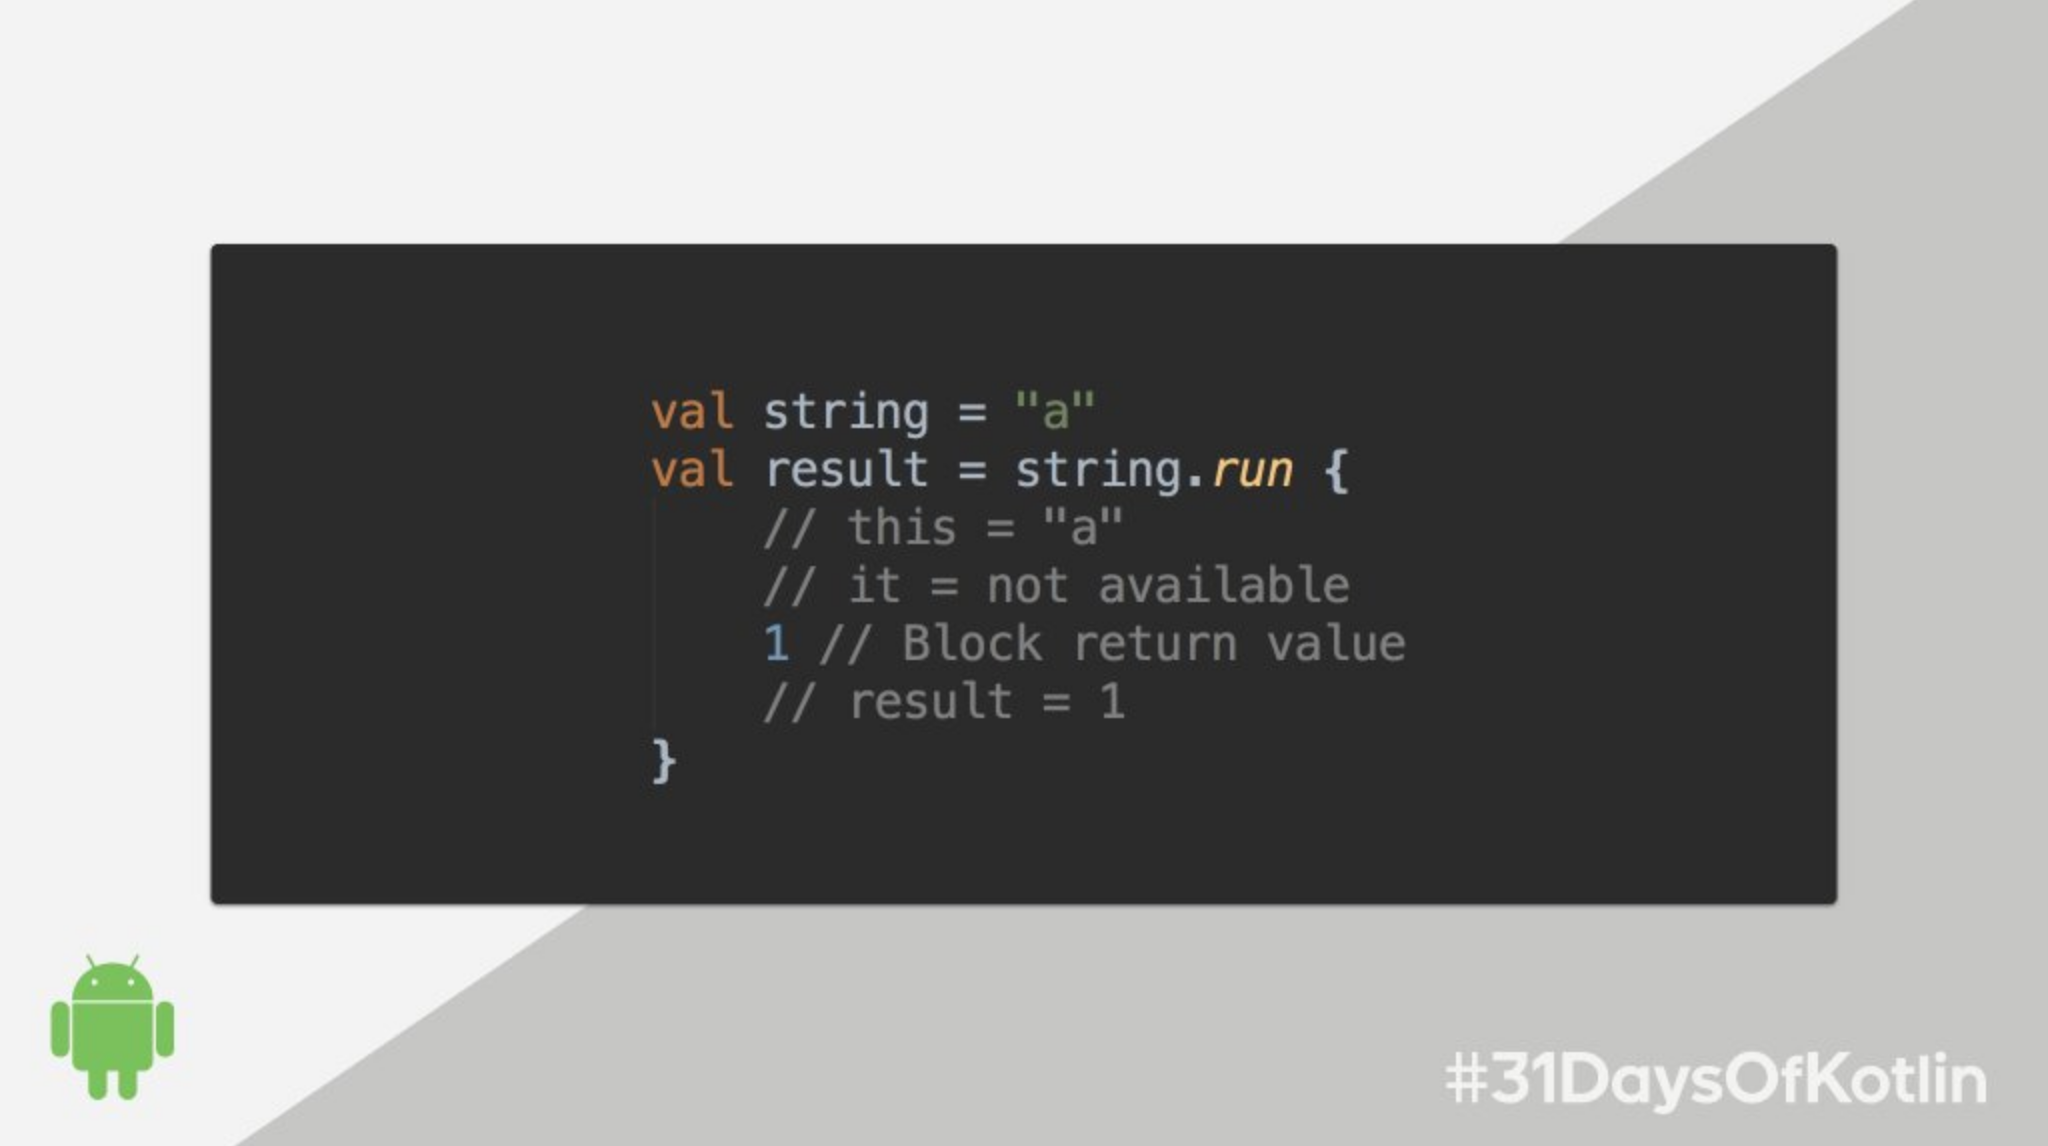 val string = "a"
val result = string.run {
    // this = "a"
    // it = not available
    1 // Block return value
    // result = 1
}
#31DaysOfKotlin